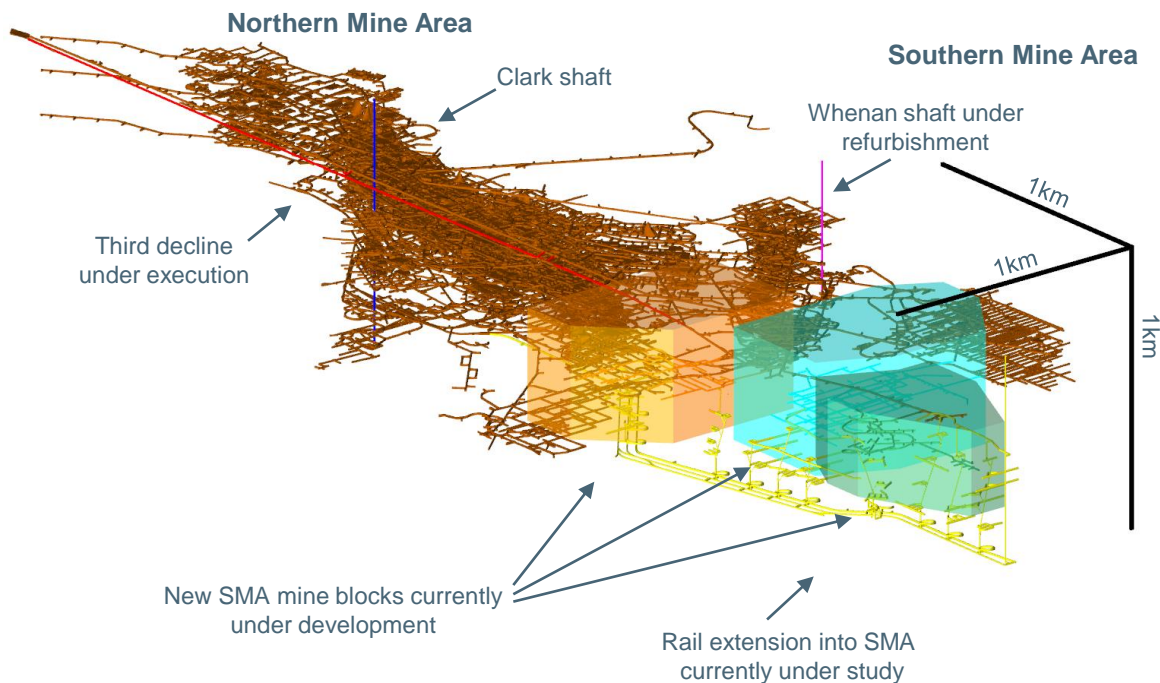 Northern Mine Area
Southern Mine Area
Clark shaft
Whenan shaft under
refurbishment
1km
1km
1km
Third decline
under execution
New SMA mine blocks currently
under development
Rail extension into SMA
currently under study